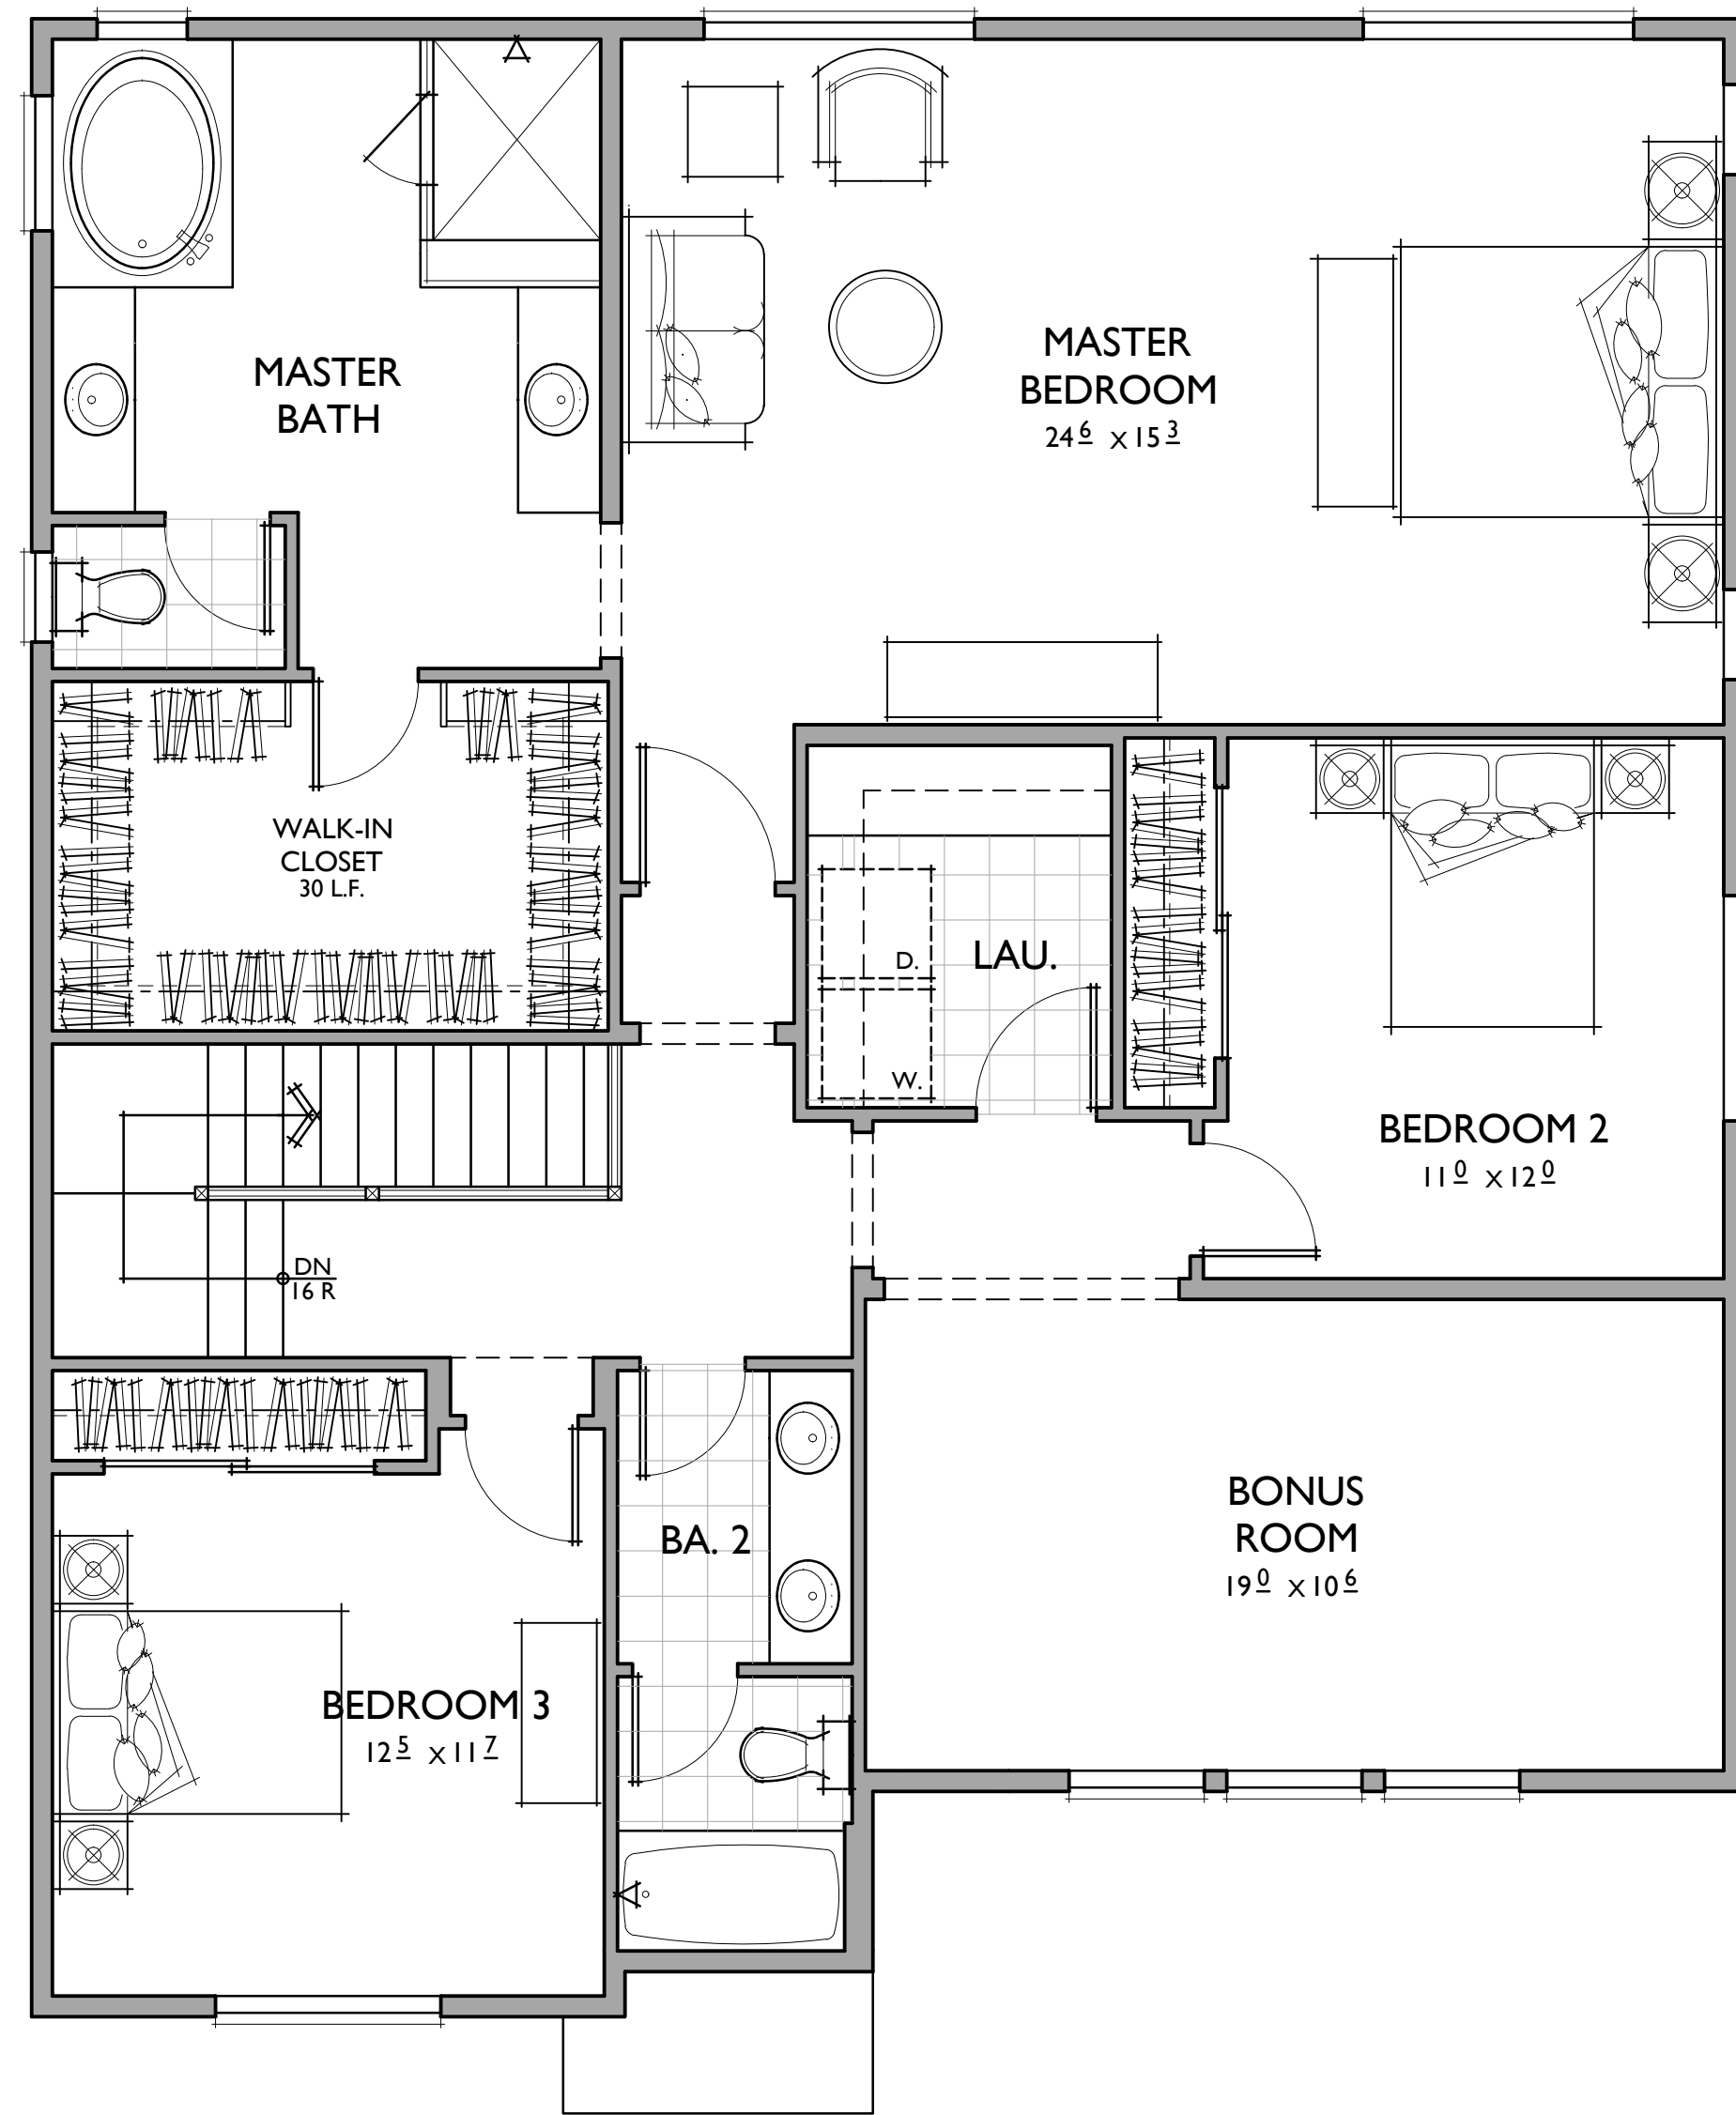 MASTER
BATH
MASTER
BEDROOM
24 6 x 15 3
WALK-IN
CLOSET
30 L.F.
D.
LAU.
W.
BEDROOM 2
11 0 x 12 0
DN
16 R
BONUS
ROOM
19 0 x 10 6
BA. 2
BEDROOM 3
12 5 x 11 7